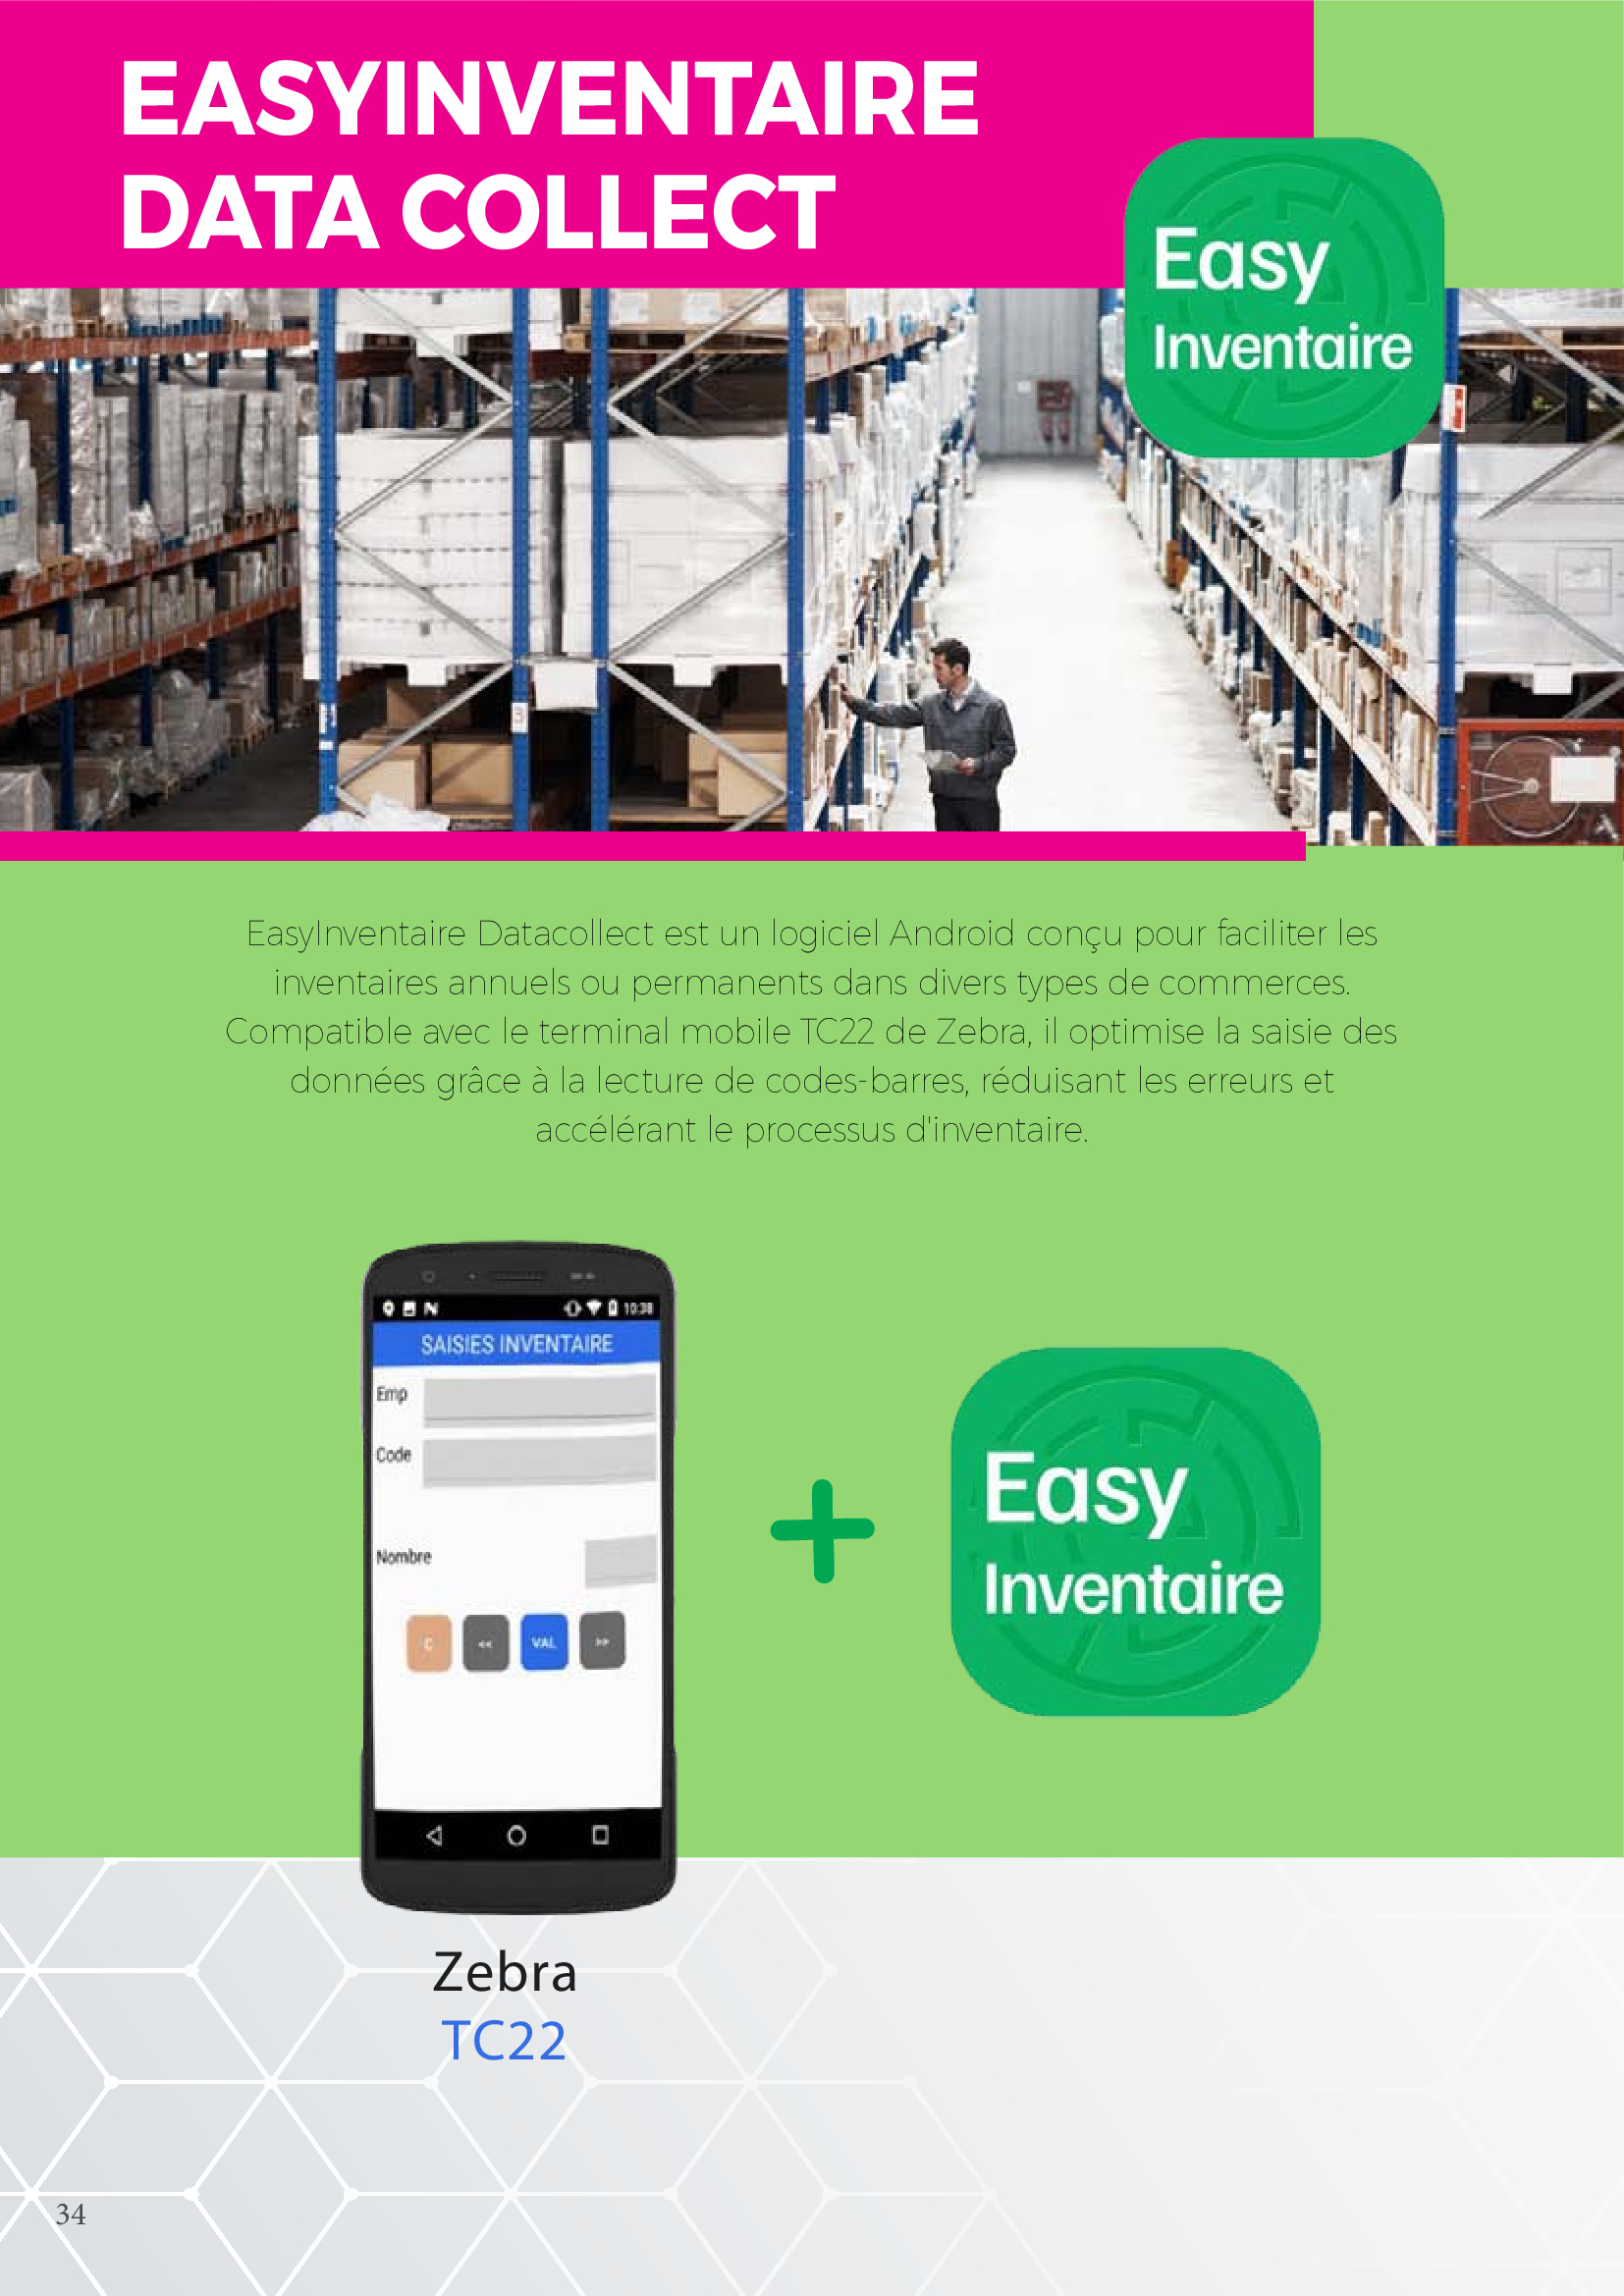 EASYINVENTAIRE
DATA COLLECT
Easy
Inventaire
EasyInventaire Datacollect est un logiciel Android conçu pour faciliter les
inventaires annuels ou permanents dans divers types de commerces.
Compatible avec le terminal mobile TC22 de Zebra, il optimise la saisie des
données grâce à la lecture de codes-barres, réduisant les erreurs et
accélérant le processus d'inventaire.
10:38
SAISIES INVENTAIRE
Emp
Code
Nombre
C << VAL >>
Easy
Inventaire
Zebra
TC22
34